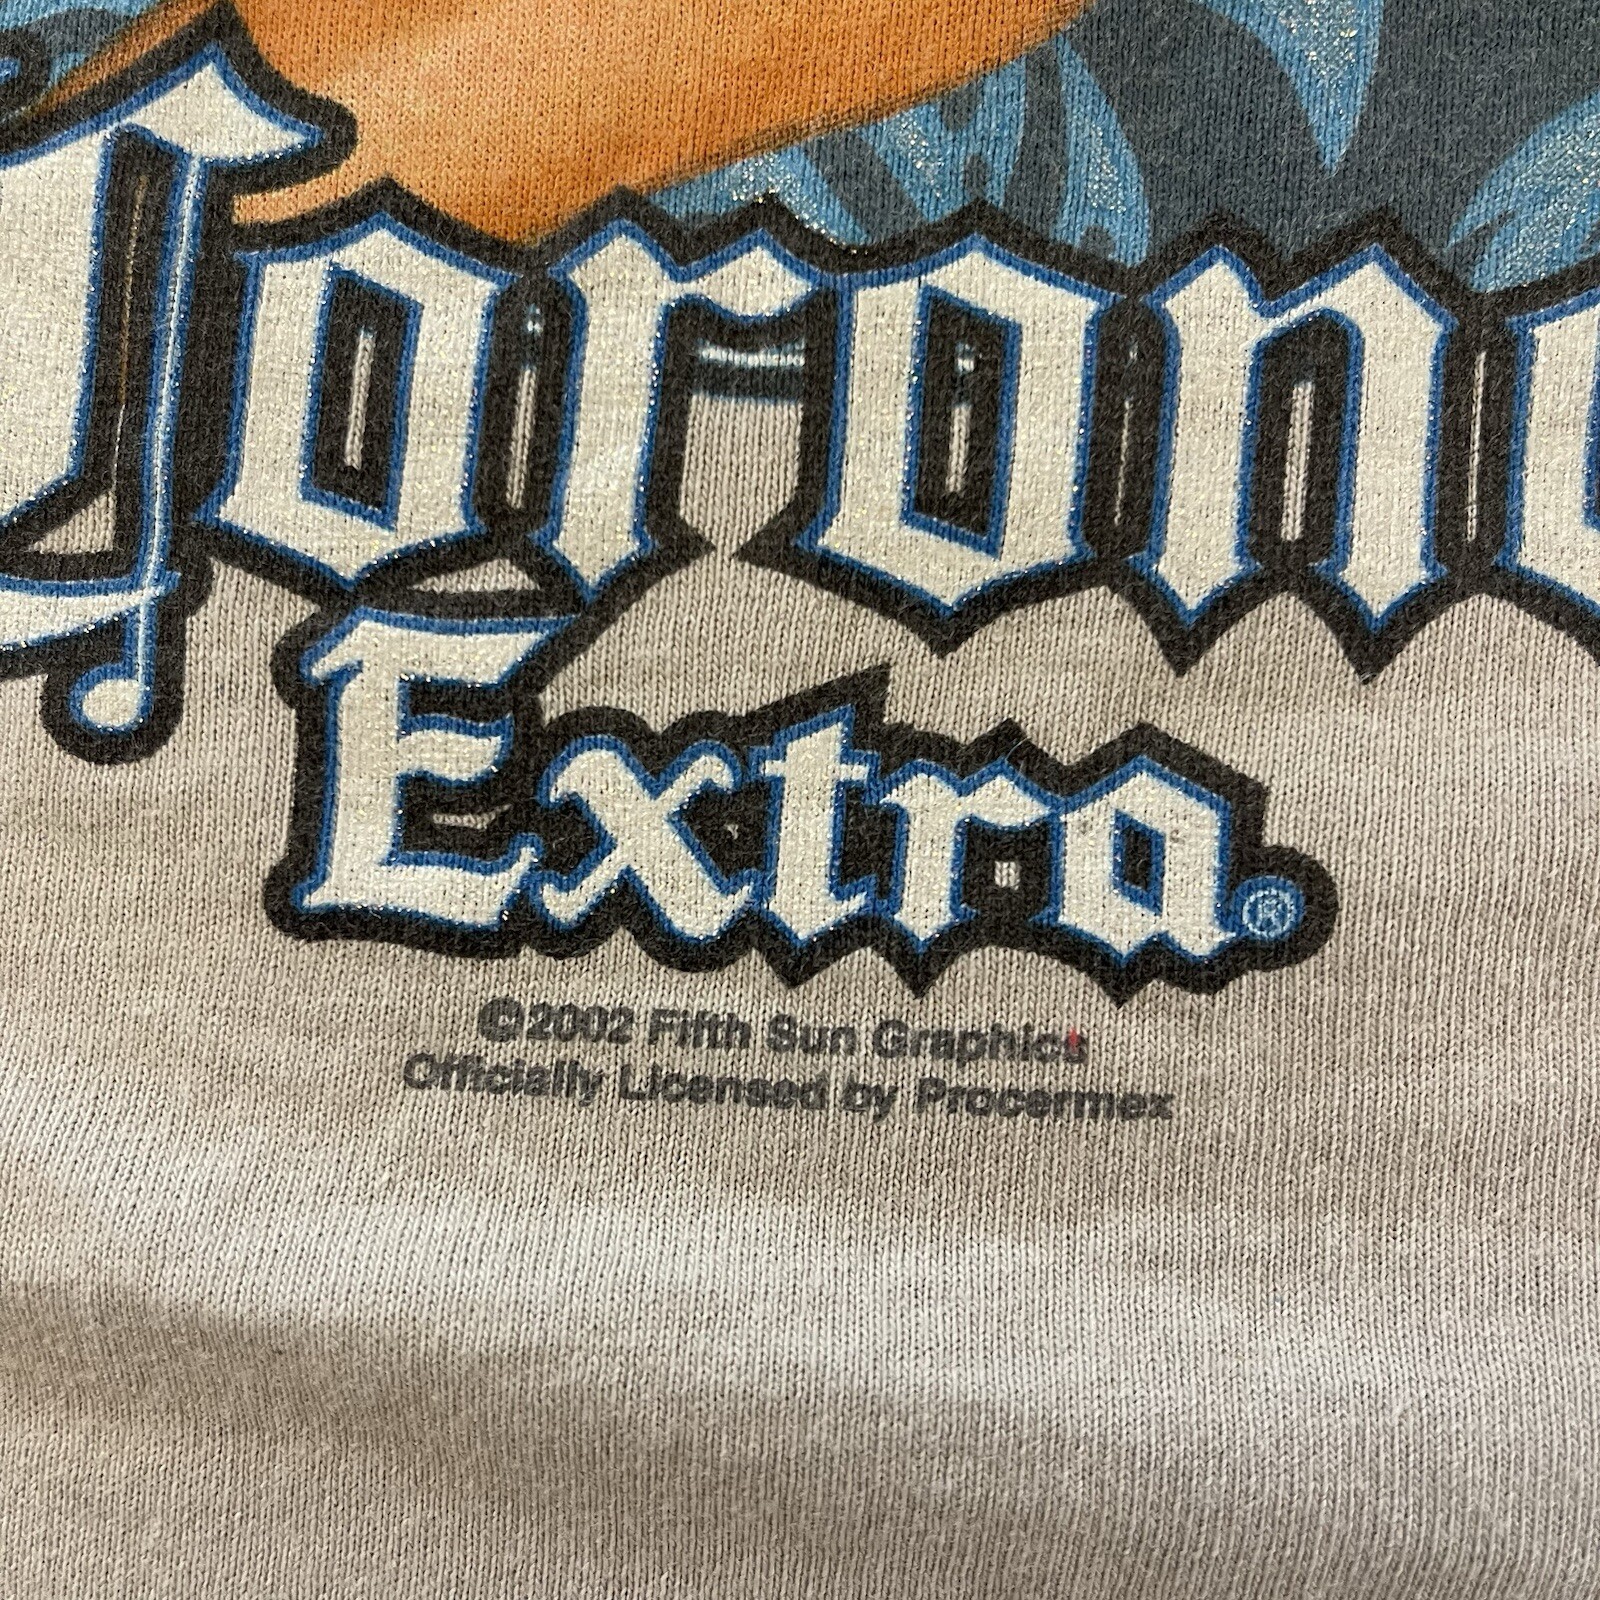 Corona
Extra®
©2002 Fifth Sun Graphics
Officially Licensed by Procermex